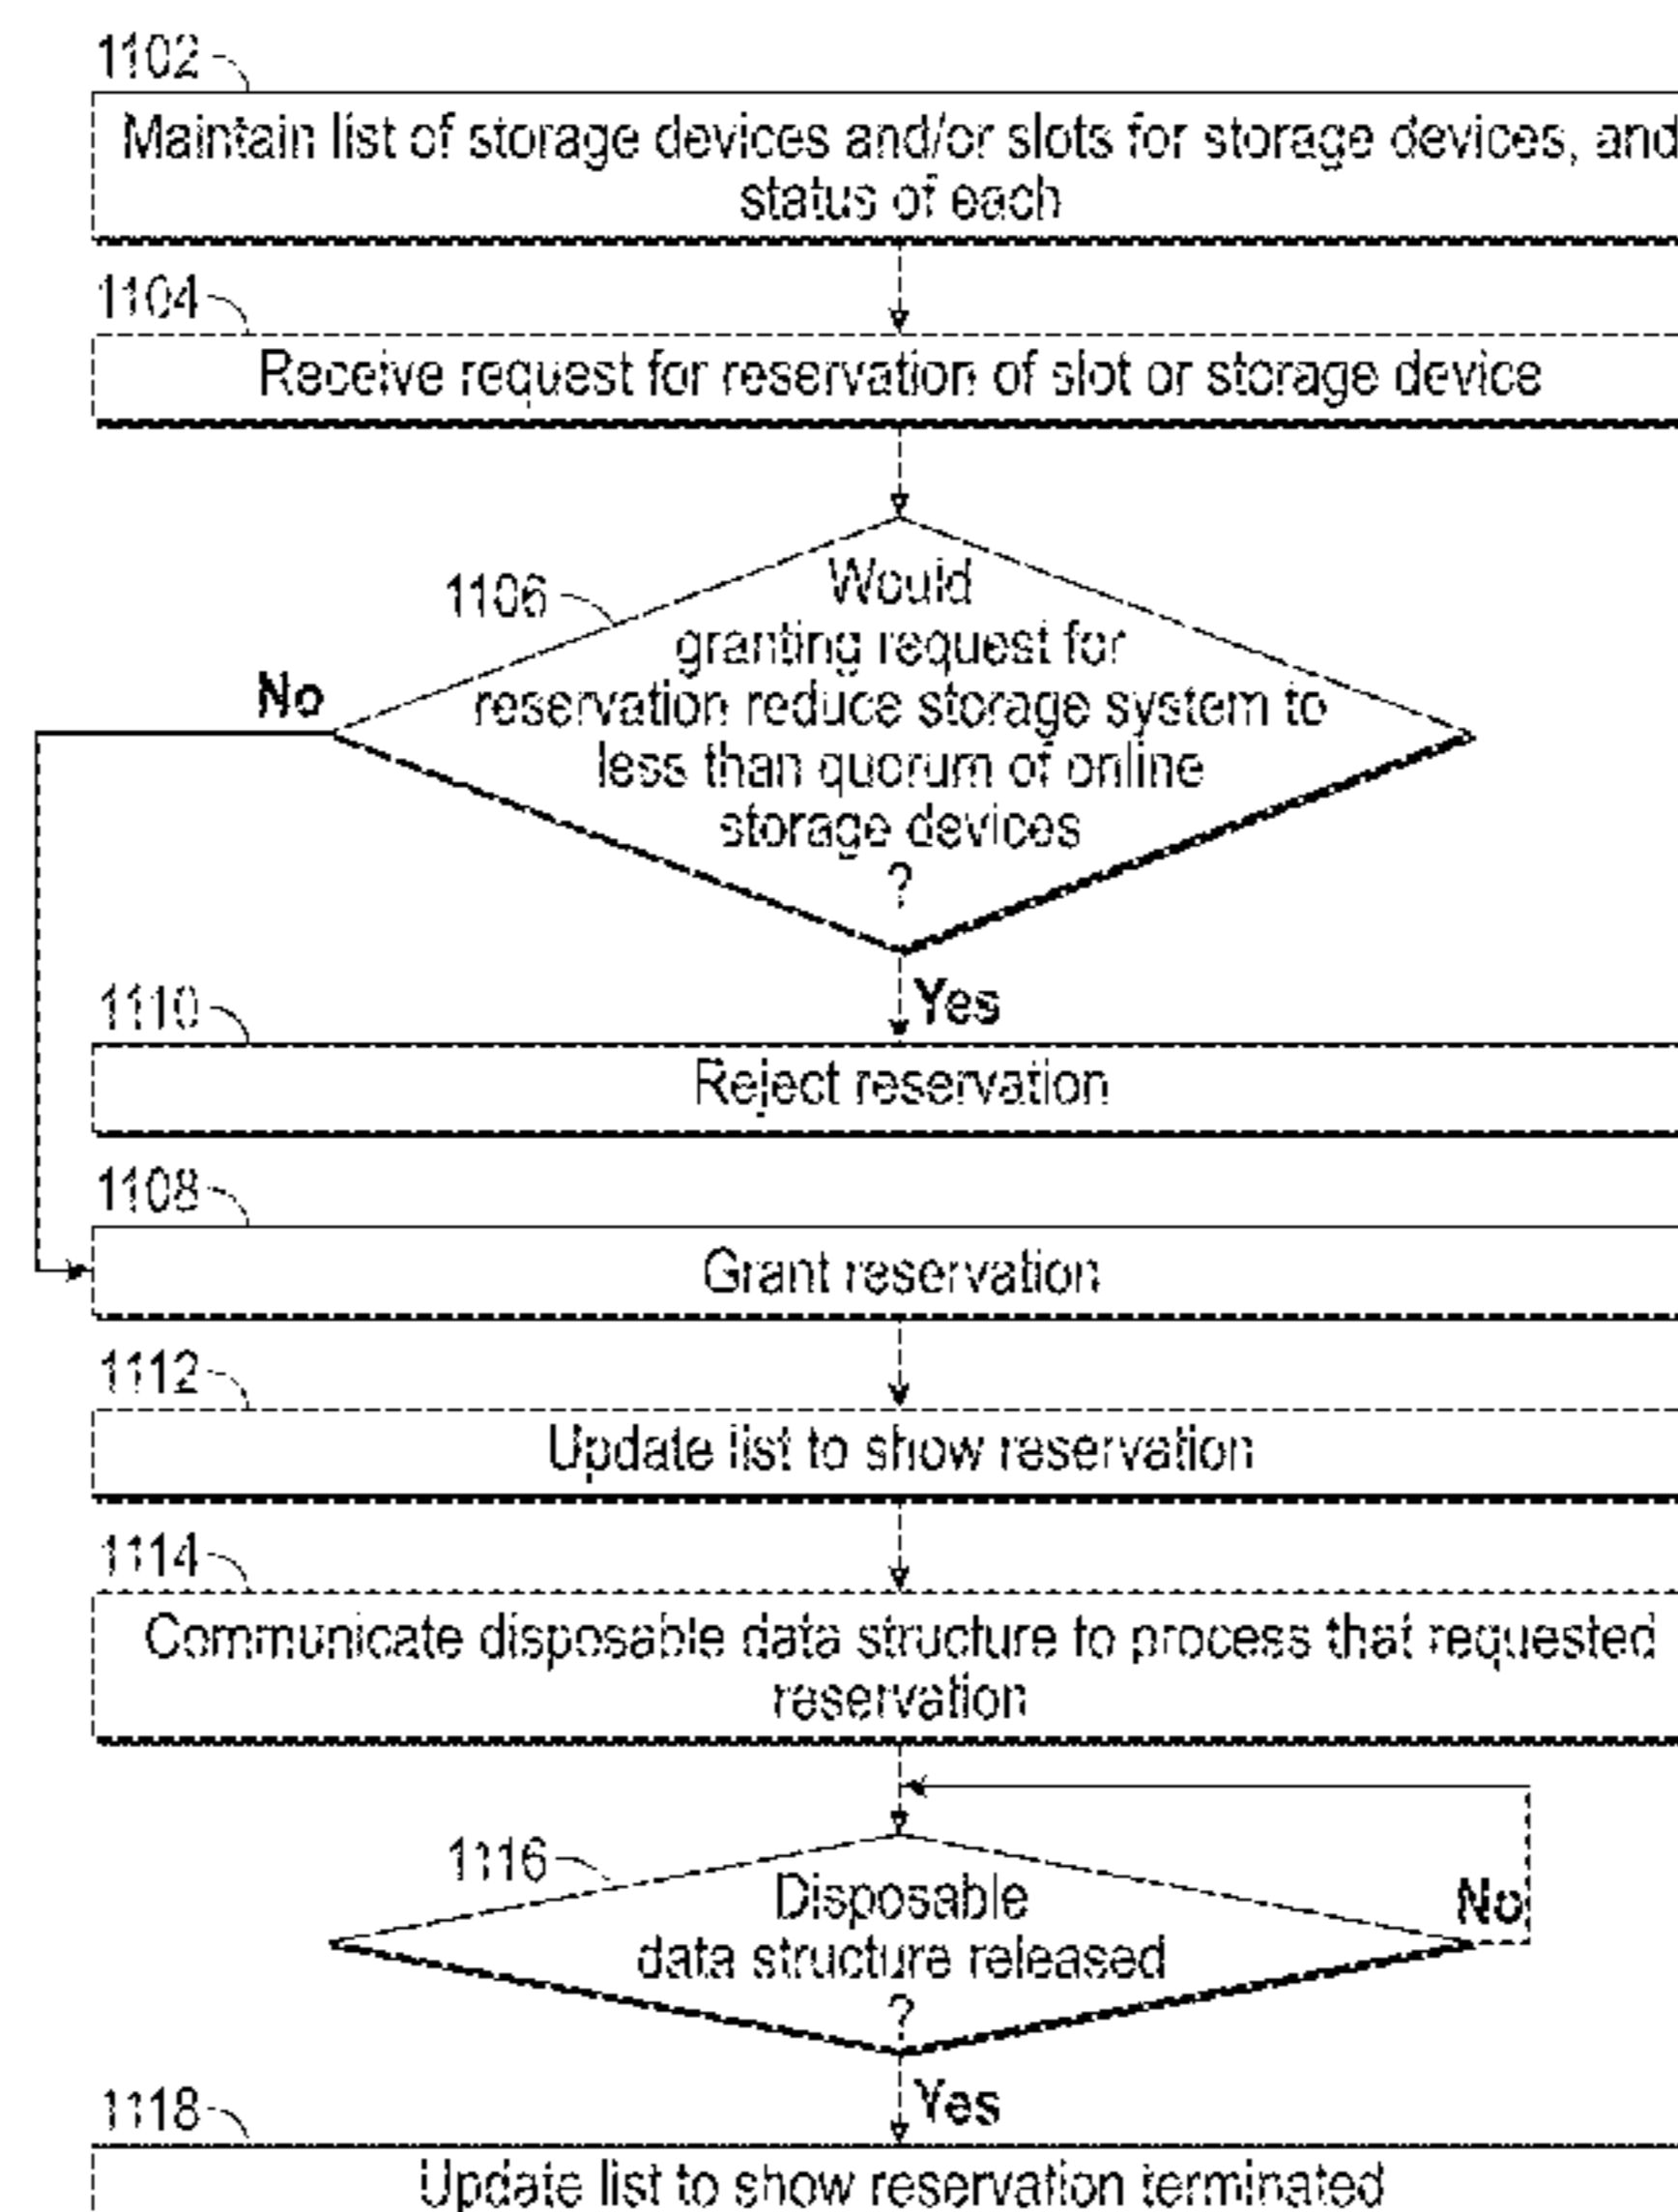 1102
Maintain list of storage devices and/or slots for storage devices, and
status of each
1104
Receive request for reservation of slot or storage device
1106
Would
granting request for
reservation reduce storage system to
less than quorum of online
storage devices
?
No
Yes
1110
Reject reservation
1108
Grant reservation
1112
Update list to show reservation
1114
Communicate disposable data structure to process that requested
reservation
1116
Disposable
data structure released
?
No
Yes
1118
Update list to show reservation terminated